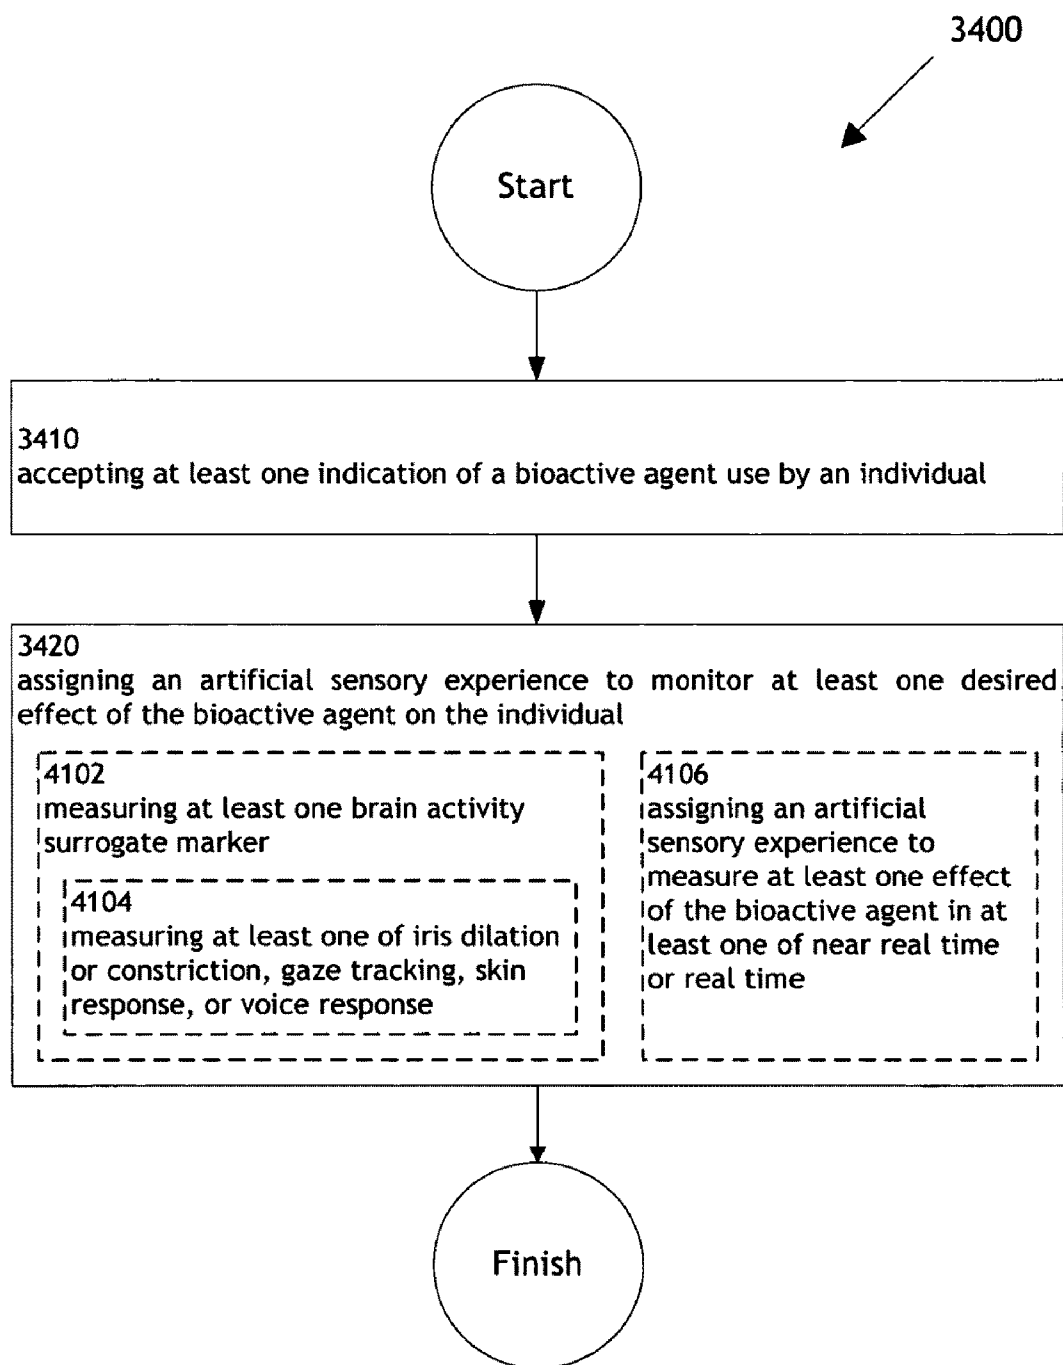 3400
Start
3410
accepting at least one indication of a bioactive agent use by an individual
3420
assigning an artificial sensory experience to monitor at least one desired
effect of the bioactive agent on the individual
4102
measuring at least one brain activity
surrogate marker
4104
measuring at least one of iris dilation
or constriction, gaze tracking, skin
response, or voice response
4106
assigning an artificial
sensory experience to
measure at least one effect
of the bioactive agent in at
least one of near real time
or real time
Finish